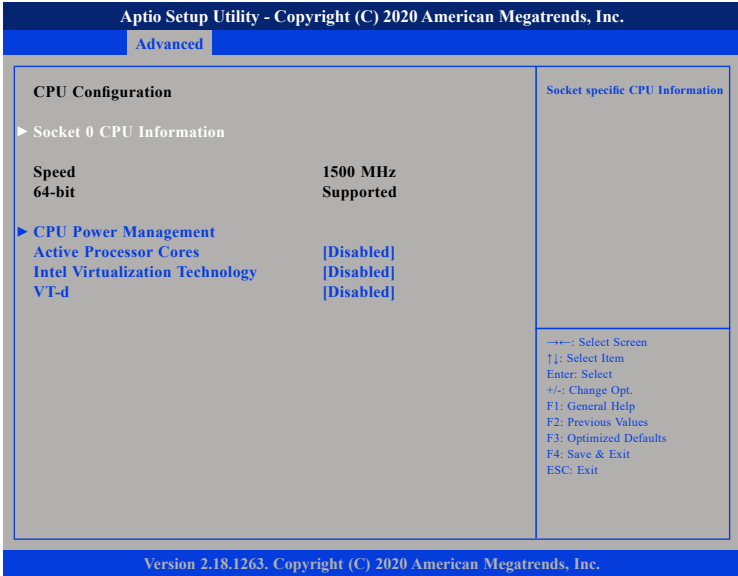 Aptio Setup Utility - Copyright (C) 2020 American Megatrends, Inc.
Advanced
CPU Configuration
► Socket 0 CPU Information
Speed 1500 MHz
64-bit Supported
► CPU Power Management
Active Processor Cores [Disabled]
Intel Virtualization Technology [Disabled]
VT-d [Disabled]
Socket specific CPU Information
→←: Select Screen
↑↓: Select Item
Enter: Select
+/-: Change Opt.
F1: General Help
F2: Previous Values
F3: Optimized Defaults
F4: Save & Exit
ESC: Exit
Version 2.18.1263. Copyright (C) 2020 American Megatrends, Inc.